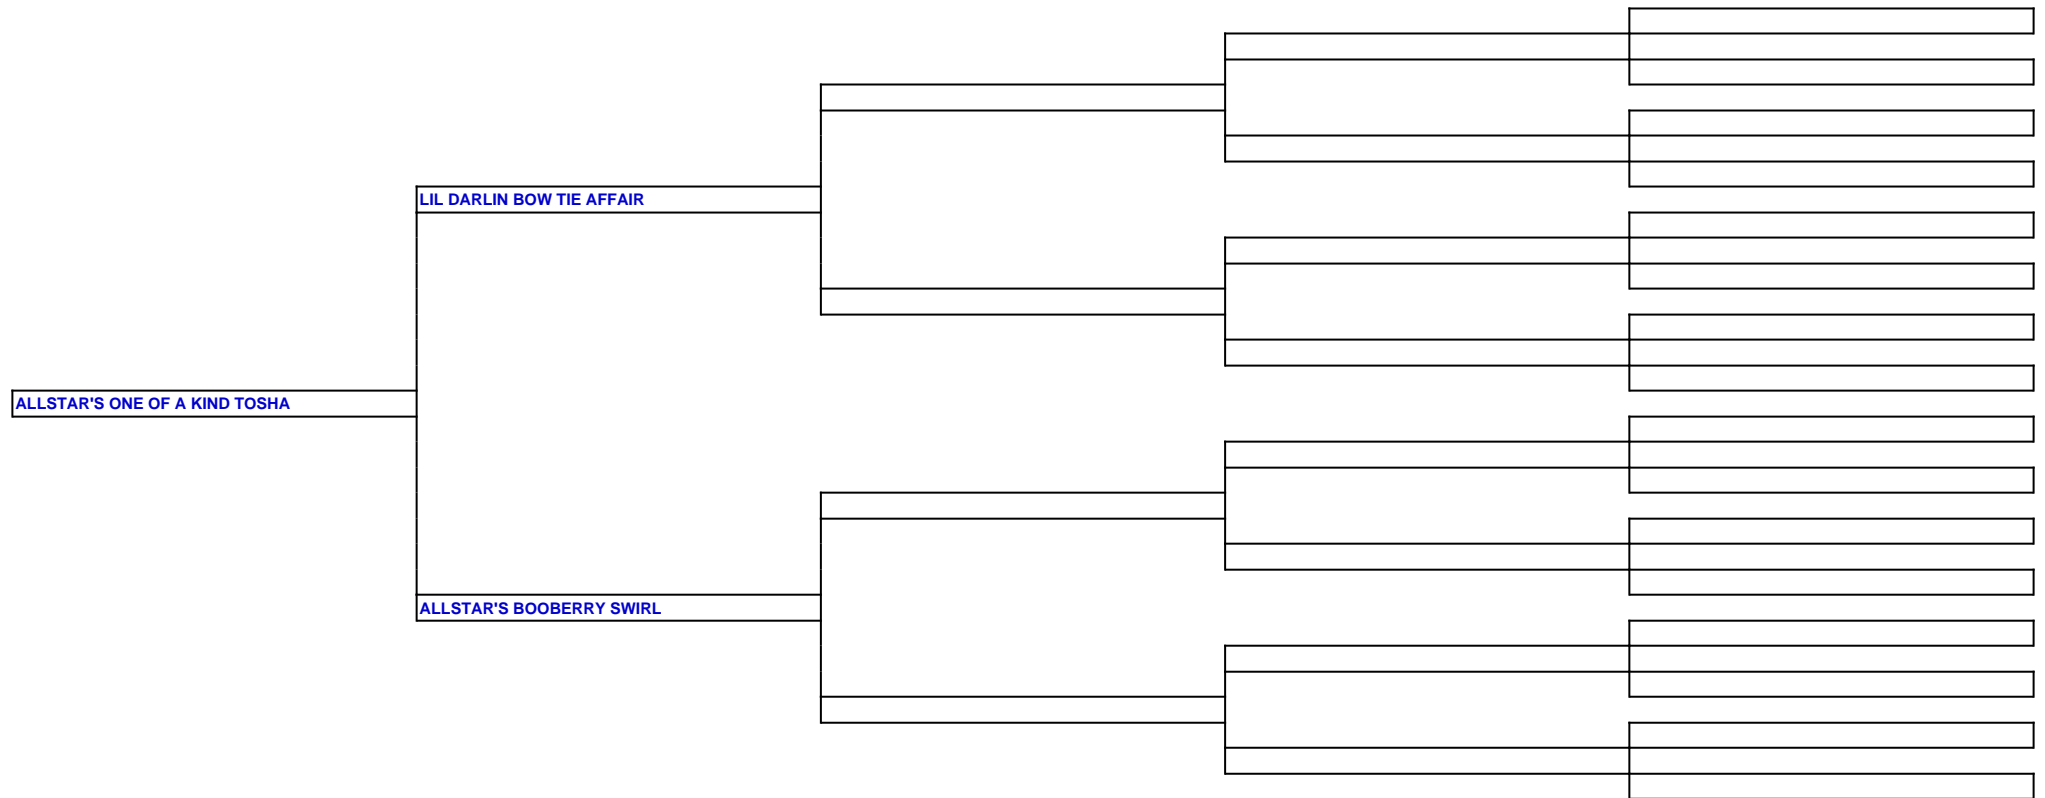 LIL DARLIN BOW TIE AFFAIR
ALLSTAR'S ONE OF A KIND TOSHA
ALLSTAR'S BOOBERRY SWIRL